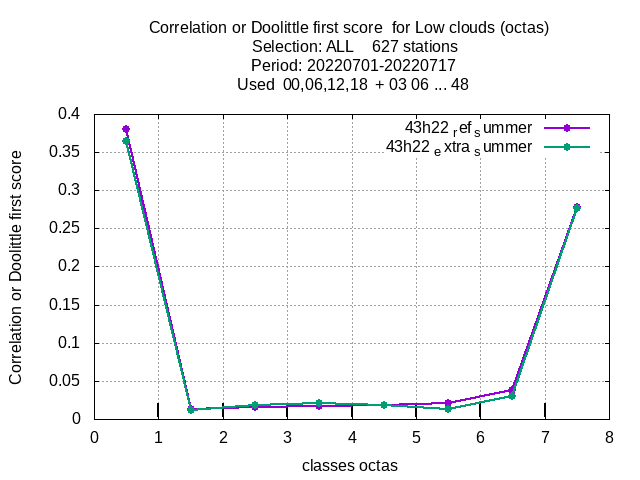 Correlation or Doolittle first score  for Low clouds (octas)
Selection: ALL    627 stations
Period: 20220701-20220717
Used  00,06,12,18  + 03 06 ... 48
43h22 ref summer
43h22 extra summer
Correlation or Doolittle first score
0.4
0.35
0.3
0.25
0.2
0.15
0.1
0.05
0
0 1 2 3 4 5 6 7 8
classes octas